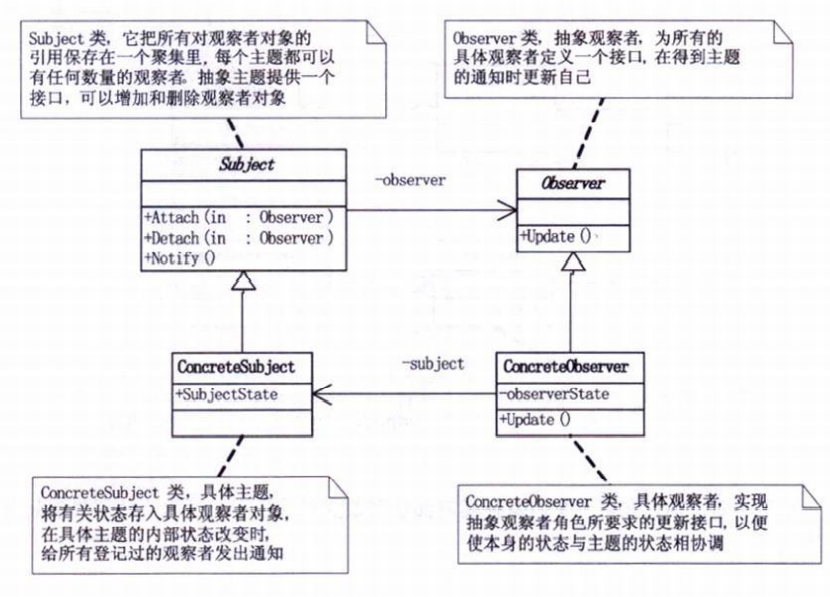 Subject 类，它把所有对观察者对象的
引用保存在一个聚集里，每个主题都可以
有任何数量的观察者。抽象主题提供一个
接口，可以增加和删除观察者对象
Observer 类，抽象观察者，为所有的
具体观察者定义一个接口，在得到主题
的通知时更新自己
Subject
+Attach(in : Observer)
+Detach(in : Observer)
+Notify()
-observer
Observer
+Update()
ConcreteSubject
+SubjectState
-subject
ConcreteObserver
-observerState
+Update()
ConcreteSubject 类，具体主题，
将有关状态存入具体观察者对象，
在具体主题的内部状态改变时，
给所有登记过的观察者发出通知
ConcreteObserver 类，具体观察者，实现
抽象观察者角色所要求的更新接口，以便
使本身的状态与主题的状态相协调